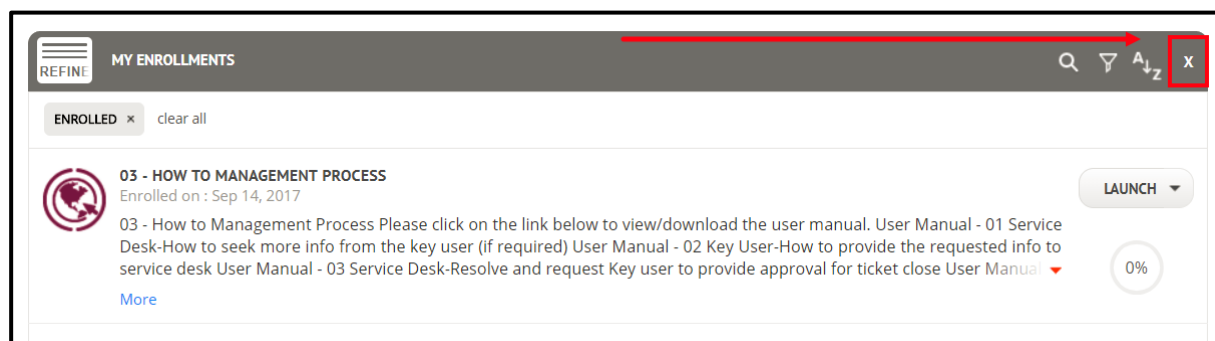 REFINE
MY ENROLLMENTS
A Z
X
ENROLLED × clear all
03 - HOW TO MANAGEMENT PROCESS
Enrolled on : Sep 14, 2017
LAUNCH
03 - How to Management Process Please click on the link below to view/download the user manual. User Manual - 01 Service
Desk-How to seek more info from the key user (if required) User Manual - 02 Key User-How to provide the requested info to
service desk User Manual - 03 Service Desk-Resolve and request Key user to provide approval for ticket close User Manual
0%
More